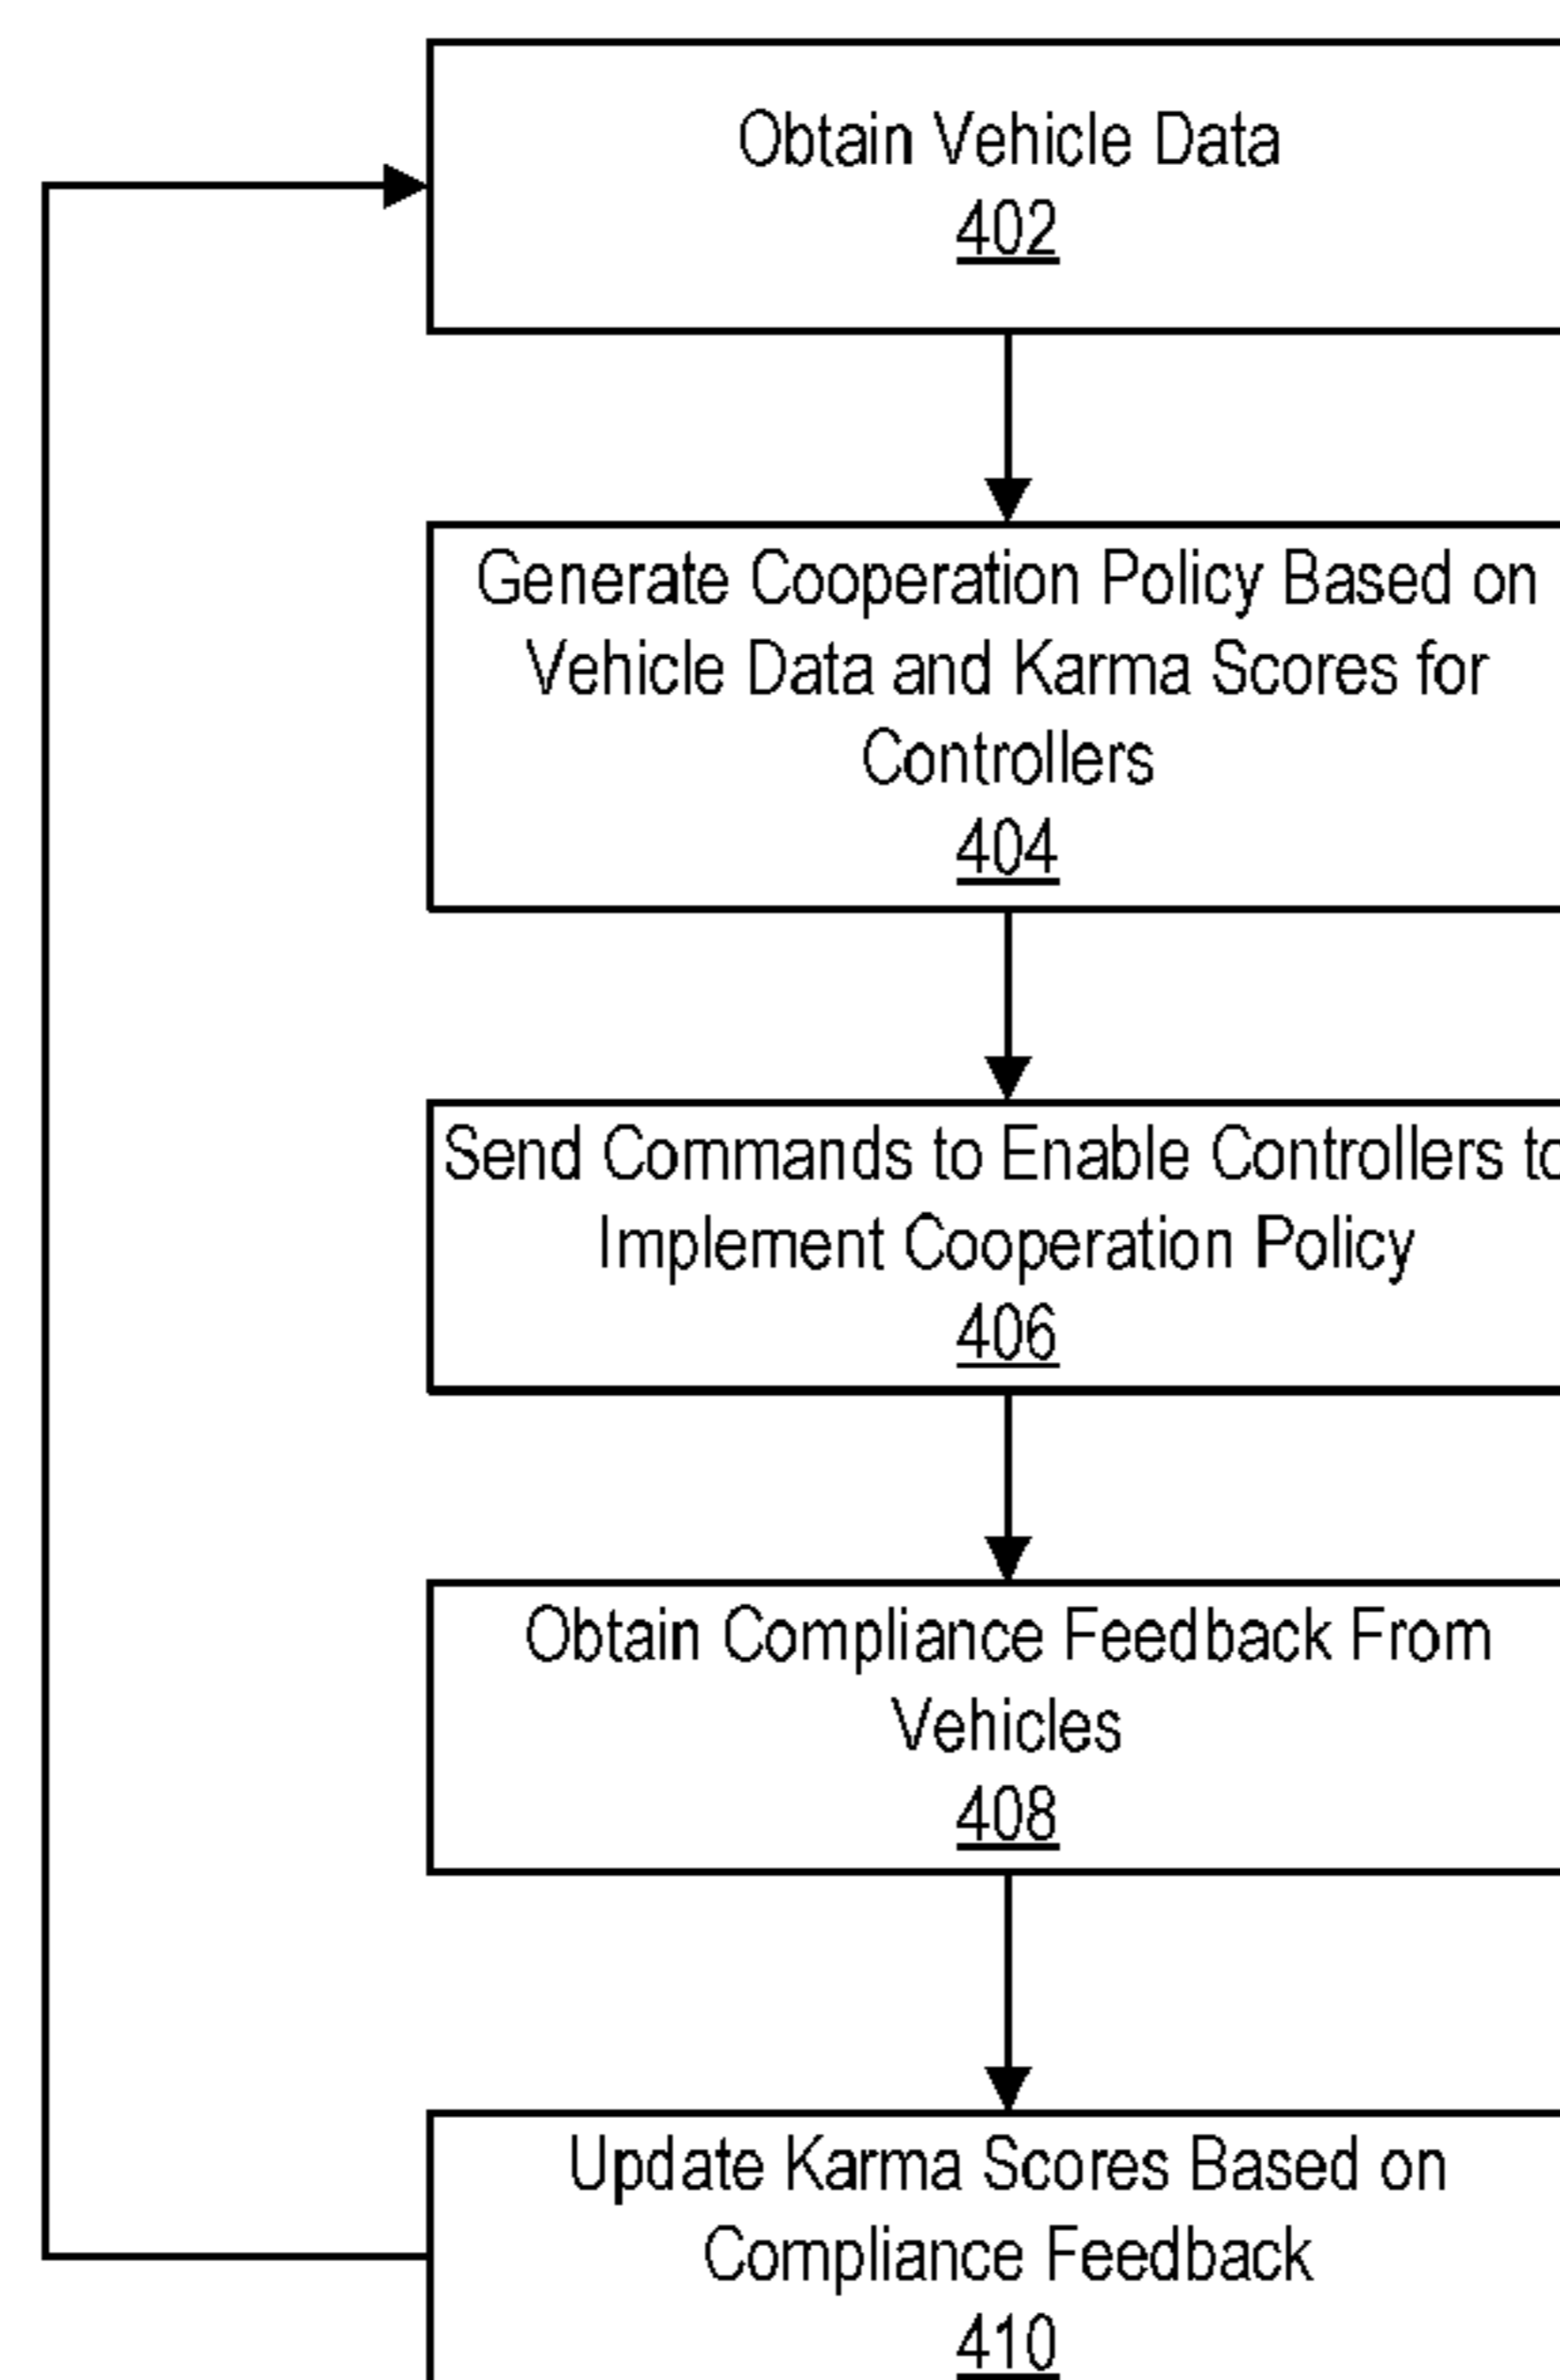 Obtain Vehicle Data
402
Generate Cooperation Policy Based on
Vehicle Data and Karma Scores for
Controllers
404
Send Commands to Enable Controllers to
Implement Cooperation Policy
406
Obtain Compliance Feedback From
Vehicles
408
Update Karma Scores Based on
Compliance Feedback
410